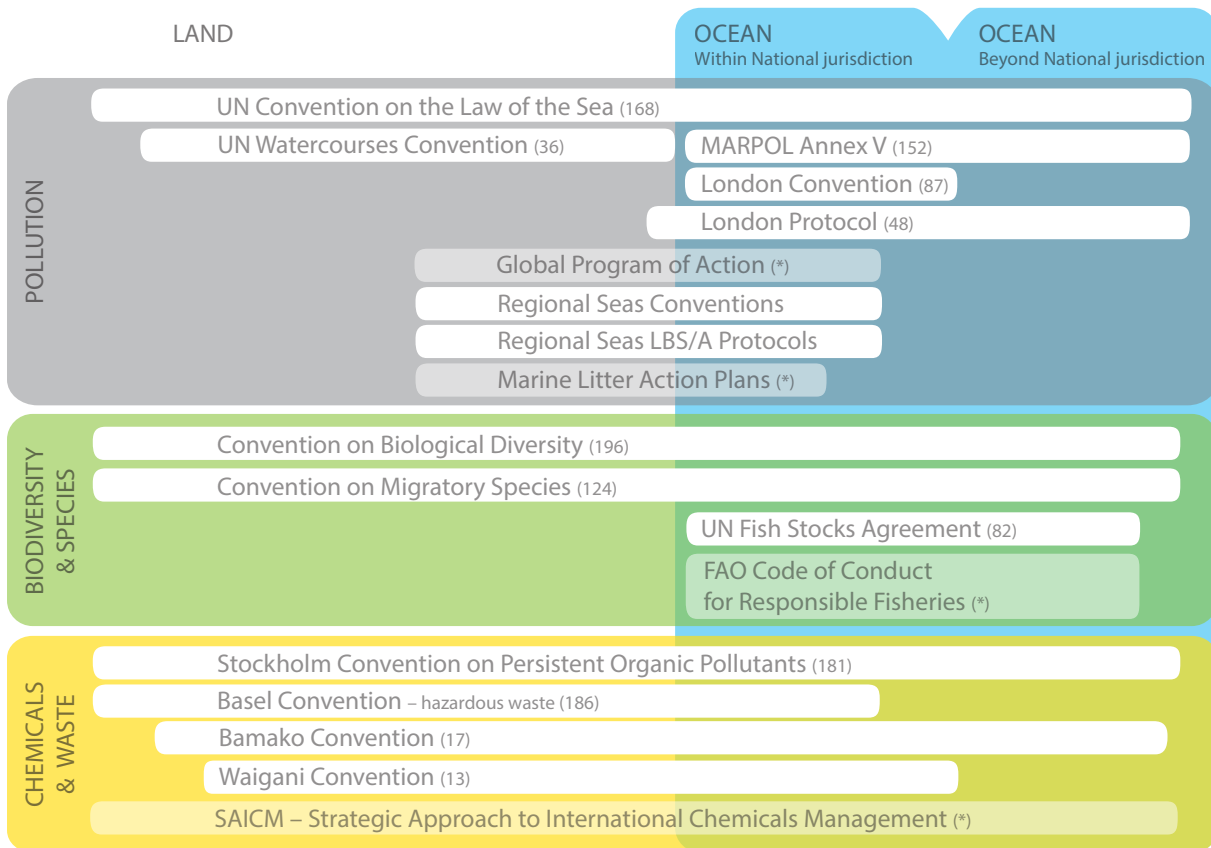 LAND
OCEAN
Within National jurisdiction
OCEAN
Beyond National jurisdiction
POLLUTION
UN Convention on the Law of the Sea (168)
UN Watercourses Convention (36)
MARPOL Annex V (152)
London Convention (87)
London Protocol (48)
Global Program of Action (*)
Regional Seas Conventions
Regional Seas LBS/A Protocols
Marine Litter Action Plans (*)
BIODIVERSITY
& SPECIES
Convention on Biological Diversity (196)
Convention on Migratory Species (124)
UN Fish Stocks Agreement (82)
FAO Code of Conduct
for Responsible Fisheries (*)
CHEMICALS
& WASTE
Stockholm Convention on Persistent Organic Pollutants (181)
Basel Convention – hazardous waste (186)
Bamako Convention (17)
Waigani Convention (13)
SAICM – Strategic Approach to International Chemicals Management (*)